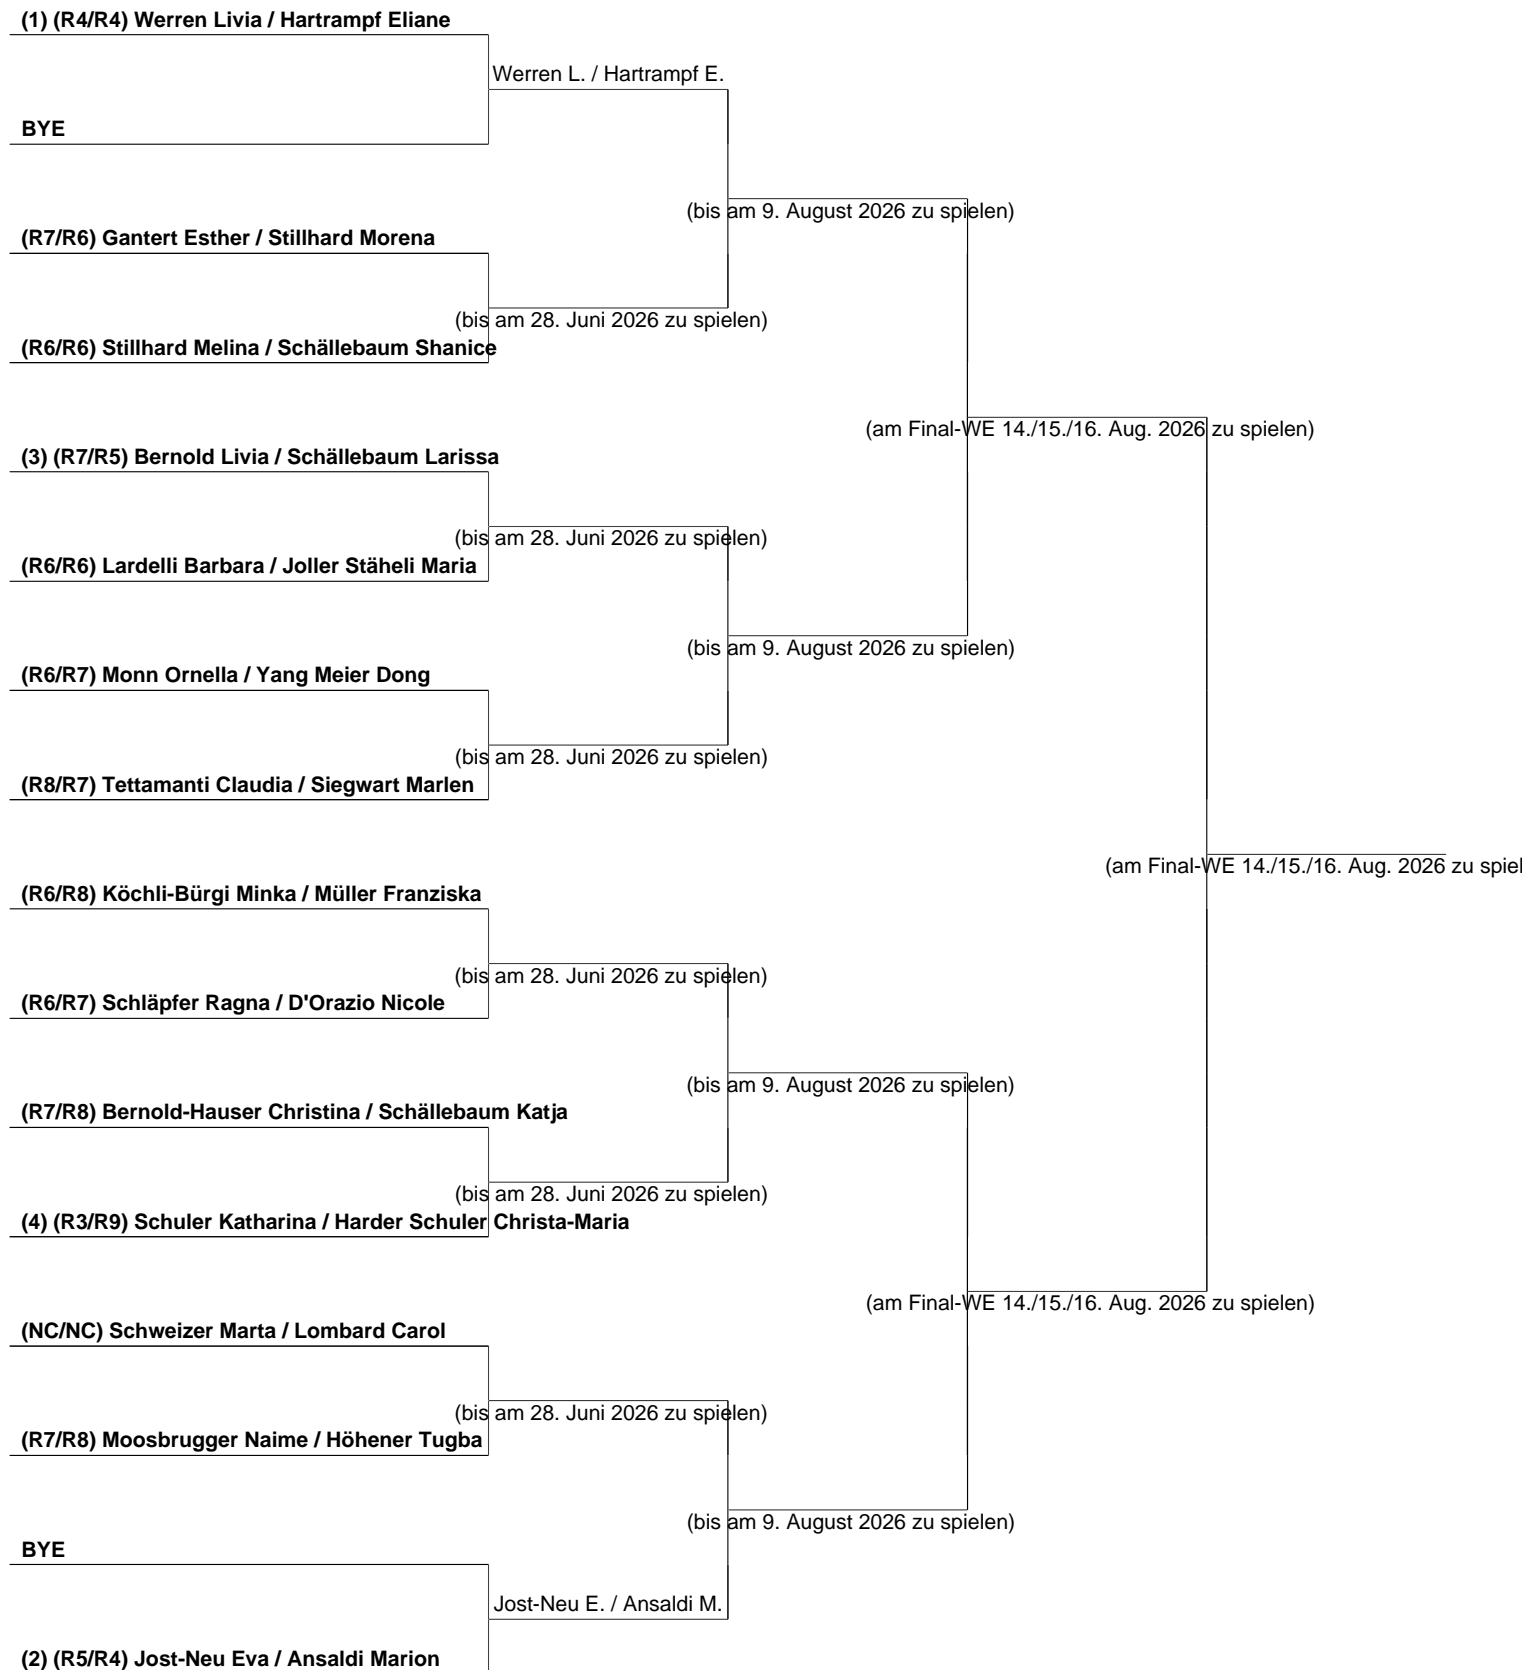 (1) (R4/R4) Werren Livia / Hartrampf Eliane
Werren L. / Hartrampf E.
BYE
(bis am 9. August 2026 zu spielen)
(R7/R6) Gantert Esther / Stillhard Morena
(bis am 28. Juni 2026 zu spielen)
(R6/R6) Stillhard Melina / Schällebaum Shanice
(am Final-WE 14./15./16. Aug. 2026 zu spielen)
(3) (R7/R5) Bernold Livia / Schällebaum Larissa
(bis am 28. Juni 2026 zu spielen)
(R6/R6) Lardelli Barbara / Joller Stäheli Maria
(bis am 9. August 2026 zu spielen)
(R6/R7) Monn Ornella / Yang Meier Dong
(bis am 28. Juni 2026 zu spielen)
(R8/R7) Tettamanti Claudia / Siegwart Marlen
(am Final-WE 14./15./16. Aug. 2026 zu spiel
(R6/R8) Köchli-Bürgi Minka / Müller Franziska
(bis am 28. Juni 2026 zu spielen)
(R6/R7) Schläpfer Ragna / D'Orazio Nicole
(bis am 9. August 2026 zu spielen)
(R7/R8) Bernold-Hauser Christina / Schällebaum Katja
(bis am 28. Juni 2026 zu spielen)
(4) (R3/R9) Schuler Katharina / Harder Schuler Christa-Maria
(am Final-WE 14./15./16. Aug. 2026 zu spielen)
(NC/NC) Schweizer Marta / Lombard Carol
(bis am 28. Juni 2026 zu spielen)
(R7/R8) Moosbrugger Naime / Höhener Tugba
(bis am 9. August 2026 zu spielen)
BYE
Jost-Neu E. / Ansaldi M.
(2) (R5/R4) Jost-Neu Eva / Ansaldi Marion